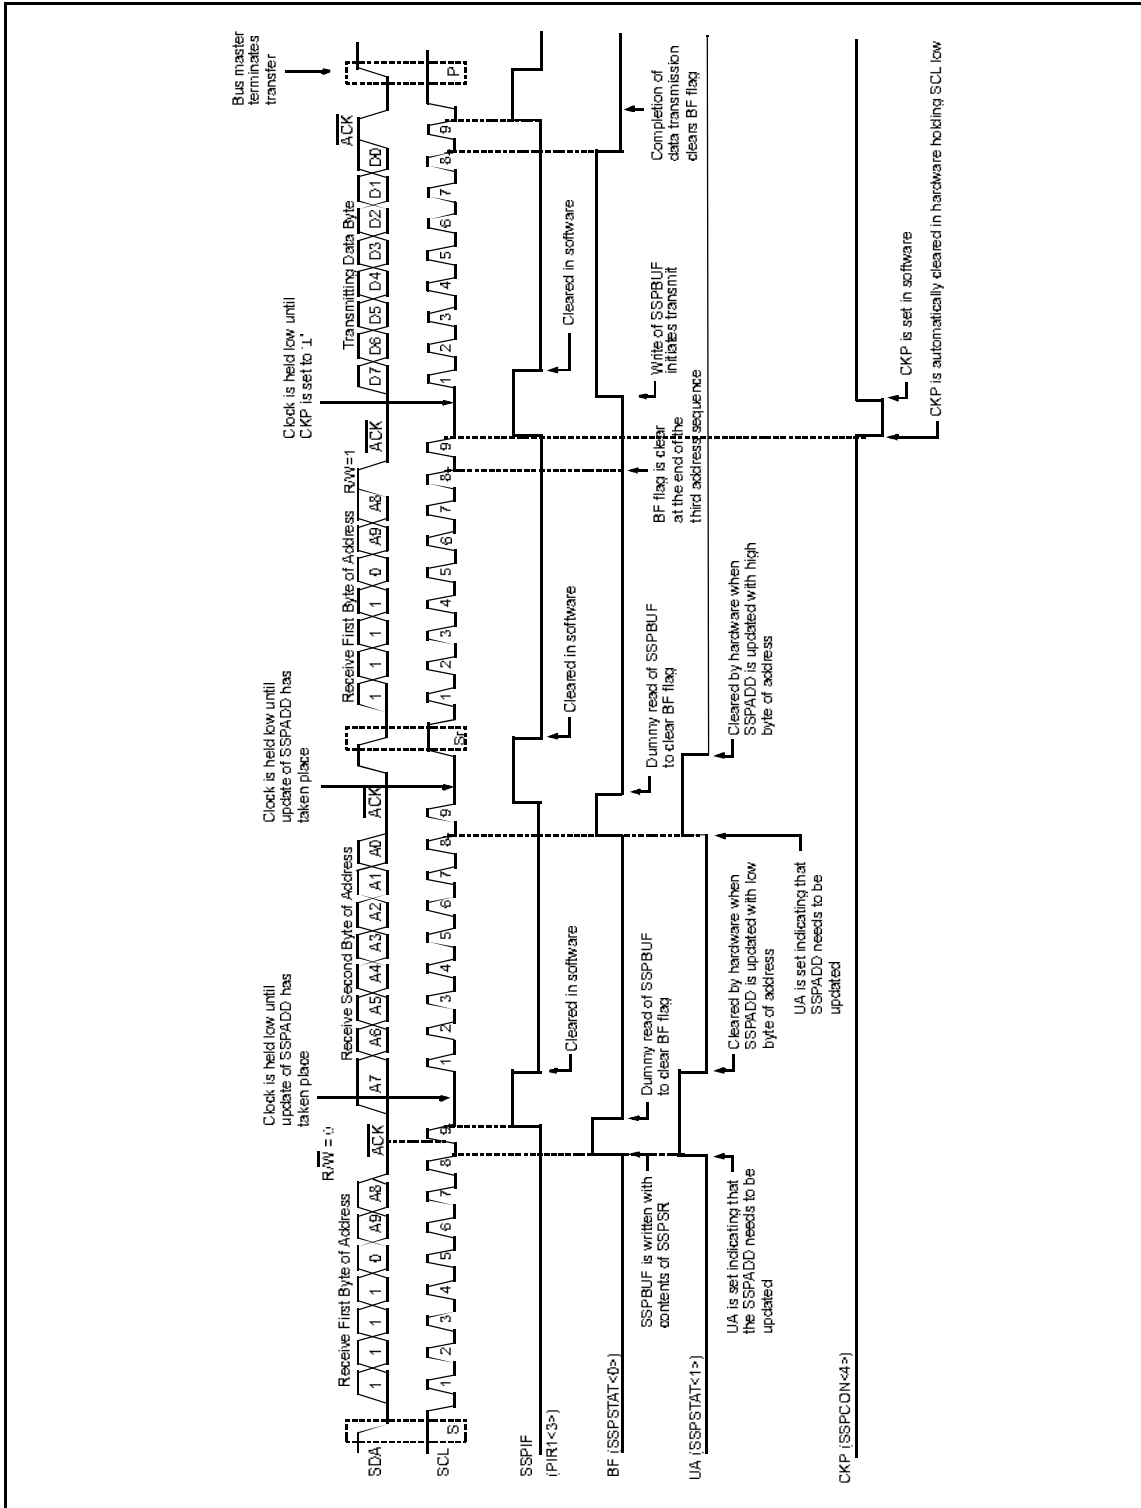 Bus master
terminates
transfer
Clock is held low until
CKP is set to '1'
Clock is held low until
update of SSPADD has
taken place
Clock is held low until
update of SSPADD has
taken place
Receive First Byte of Address
R/W = 0
ACK
Receive Second Byte of Address
ACK
Receive First Byte of Address
R/W=1
ACK
Transmitting Data Byte
ACK
SDA
1 1 1 1 0 A9 A8
A7 A6 A5 A4 A3 A2 A1 A0
1 1 1 1 0 A9 A8
D7 D6 D5 D4 D3 D2 D1 D0
SCL
S
1 2 3 4 5 6 7 8 9
1 2 3 4 5 6 7 8 9
Sr
1 2 3 4 5 6 7 8 9
1 2 3 4 5 6 7 8 9
P
SSPIF
(PIR1<3>)
Cleared in software
Cleared in software
Cleared in software
BF (SSPSTAT<0>)
SSPBUF is written with
contents of SSPSR
Dummy read of SSPBUF
to clear BF flag
Dummy read of SSPBUF
to clear BF flag
BF flag is clear
at the end of the
third address sequence
Write of SSPBUF
initiates transmit
Completion of
data transmission
clears BF flag
UA (SSPSTAT<1>)
UA is set indicating that
the SSPADD needs to be
updated
Cleared by hardware when
SSPADD is updated with low
byte of address
UA is set indicating that
SSPADD needs to be
updated
Cleared by hardware when
SSPADD is updated with high
byte of address
CKP (SSPCON<4>)
CKP is set in software
CKP is automatically cleared in hardware holding SCL low